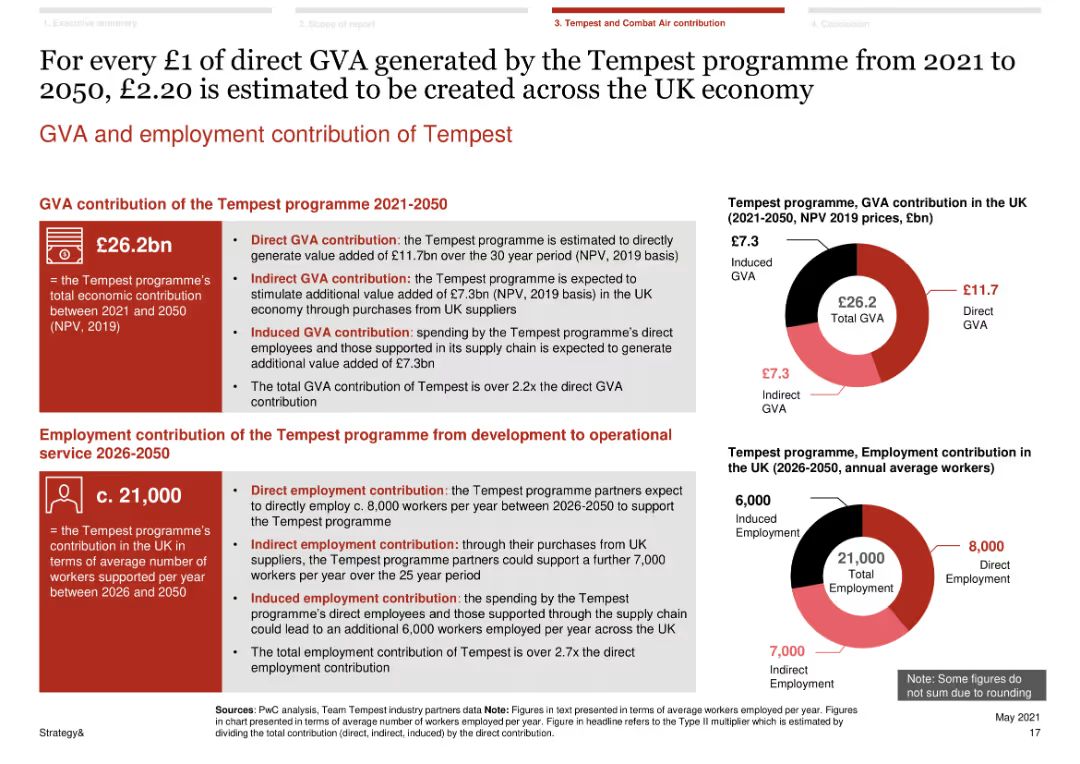 1. Executive summary
2. Scope of report
3. Tempest and Combat Air contribution
4. Conclusion
For every £1 of direct GVA generated by the Tempest programme from 2021 to
2050, £2.20 is estimated to be created across the UK economy
GVA and employment contribution of Tempest
GVA contribution of the Tempest programme 2021-2050
£26.2bn
= the Tempest programme's
total economic contribution
between 2021 and 2050
(NPV, 2019)
• Direct GVA contribution: the Tempest programme is estimated to directly
generate value added of £11.7bn over the 30 year period (NPV, 2019 basis)
• Indirect GVA contribution: the Tempest programme is expected to
stimulate additional value added of £7.3bn (NPV, 2019 basis) in the UK
economy through purchases from UK suppliers
• Induced GVA contribution: spending by the Tempest programme's direct
employees and those supported in its supply chain is expected to generate
additional value added of £7.3bn
• The total GVA contribution of Tempest is over 2.2x the direct GVA
contribution
Tempest programme, GVA contribution in the UK
(2021-2050, NPV 2019 prices, £bn)
£7.3
Induced
GVA
£26.2
Total GVA
£11.7
Direct
GVA
£7.3
Indirect
GVA
Employment contribution of the Tempest programme from development to operational
service 2026-2050
c. 21,000
= the Tempest programme's
contribution in the UK in
terms of average number of
workers supported per year
between 2026 and 2050
• Direct employment contribution: the Tempest programme partners expect
to directly employ c. 8,000 workers per year between 2026-2050 to support
the Tempest programme
• Indirect employment contribution: through their purchases from UK
suppliers, the Tempest programme partners could support a further 7,000
workers per year over the 25 year period
• Induced employment contribution: the spending by the Tempest
programme's direct employees and those supported through the supply chain
could lead to an additional 6,000 workers employed per year across the UK
• The total employment contribution of Tempest is over 2.7x the direct
employment contribution
Tempest programme, Employment contribution in
the UK (2026-2050, annual average workers)
6,000
Induced
Employment
21,000
Total
Employment
8,000
Direct
Employment
7,000
Indirect
Employment
Note: Some figures do
not sum due to rounding
Sources: PwC analysis, Team Tempest industry partners data Note: Figures in text presented in terms of average workers employed per year. Figures
in chart presented in terms of average number of workers employed per year. Figure in headline refers to the Type II multiplier which is estimated by
dividing the total contribution (direct, indirect, induced) by the direct contribution.
Strategy&
May 2021
17